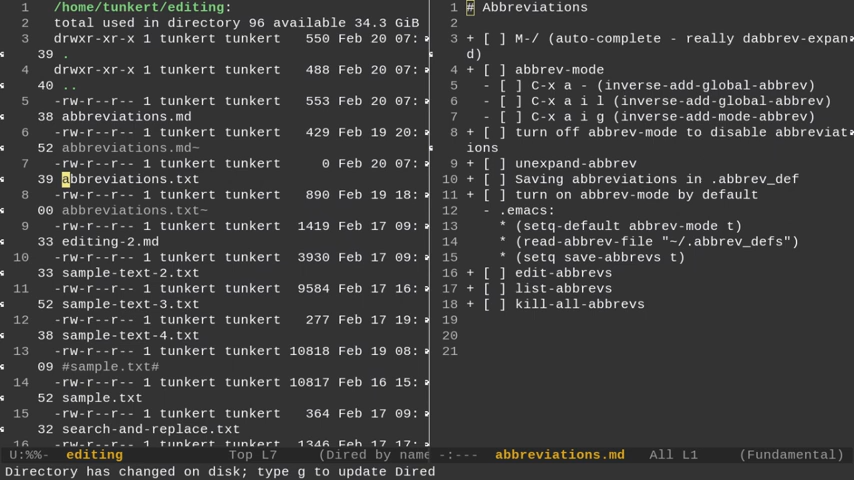 1 /home/tunkert/editing:
2 total used in directory 96 available 34.3 GiB
3 drwxr-xr-x 1 tunkert tunkert 550 Feb 20 07:
39 .
4 drwxr-xr-x 1 tunkert tunkert 488 Feb 20 07:
40 ..
5 -rw-r--r-- 1 tunkert tunkert 553 Feb 20 07:
38 abbreviations.md
6 -rw-r--r-- 1 tunkert tunkert 429 Feb 19 20:
52 abbreviations.md~
7 -rw-r--r-- 1 tunkert tunkert 0 Feb 20 07:
39 abbreviations.txt
8 -rw-r--r-- 1 tunkert tunkert 890 Feb 19 18:
00 abbreviations.txt~
9 -rw-r--r-- 1 tunkert tunkert 1419 Feb 17 09:
33 editing-2.md
10 -rw-r--r-- 1 tunkert tunkert 3930 Feb 17 09:
33 sample-text-2.txt
11 -rw-r--r-- 1 tunkert tunkert 9584 Feb 17 16:
52 sample-text-3.txt
12 -rw-r--r-- 1 tunkert tunkert 277 Feb 17 19:
38 sample-text-4.txt
13 -rw-r--r-- 1 tunkert tunkert 10818 Feb 19 08:
09 #sample.txt#
14 -rw-r--r-- 1 tunkert tunkert 10817 Feb 16 15:
52 sample.txt
15 -rw-r--r-- 1 tunkert tunkert 364 Feb 17 09:
32 search-and-replace.txt
16 -rw-r--r-- 1 tunkert tunkert 1346 Feb 17 17:
U:%%- editing Top L7 (Dired by name
1 # Abbreviations
2
3 + [ ] M-/ (auto-complete - really dabbrev-expan
d)
4 + [ ] abbrev-mode
5 - [ ] C-x a - (inverse-add-global-abbrev)
6 - [ ] C-x a i l (inverse-add-global-abbrev)
7 - [ ] C-x a i g (inverse-add-mode-abbrev)
8 + [ ] turn off abbrev-mode to disable abbreviat
ions
9 + [ ] unexpand-abbrev
10 + [ ] Saving abbreviations in .abbrev_def
11 + [ ] turn on abbrev-mode by default
12 - .emacs:
13 * (setq-default abbrev-mode t)
14 * (read-abbrev-file "~/.abbrev_defs")
15 * (setq save-abbrevs t)
16 + [ ] edit-abbrevs
17 + [ ] list-abbrevs
18 + [ ] kill-all-abbrevs
19
20
21
-:--- abbreviations.md All L1 (Fundamental)
Directory has changed on disk; type g to update Dired